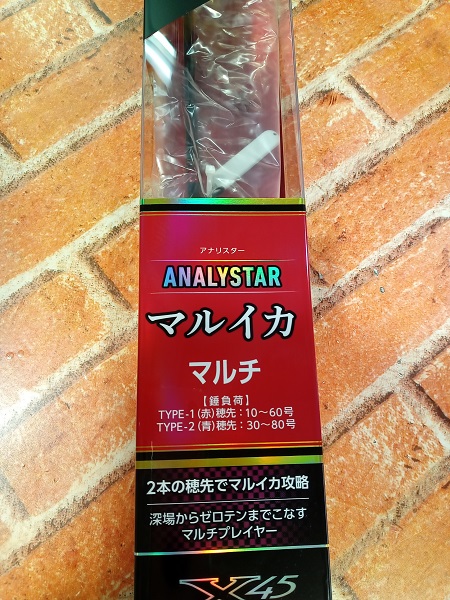 アナリスター
ANALYSTAR
マルイカ
マルチ
【錘負荷】
TYPE-1(赤)穂先：10〜60号
TYPE-2(青)穂先：30〜80号
2本の穂先でマルイカ攻略
深場からゼロテンまでこなす
マルチプレイヤー
X45